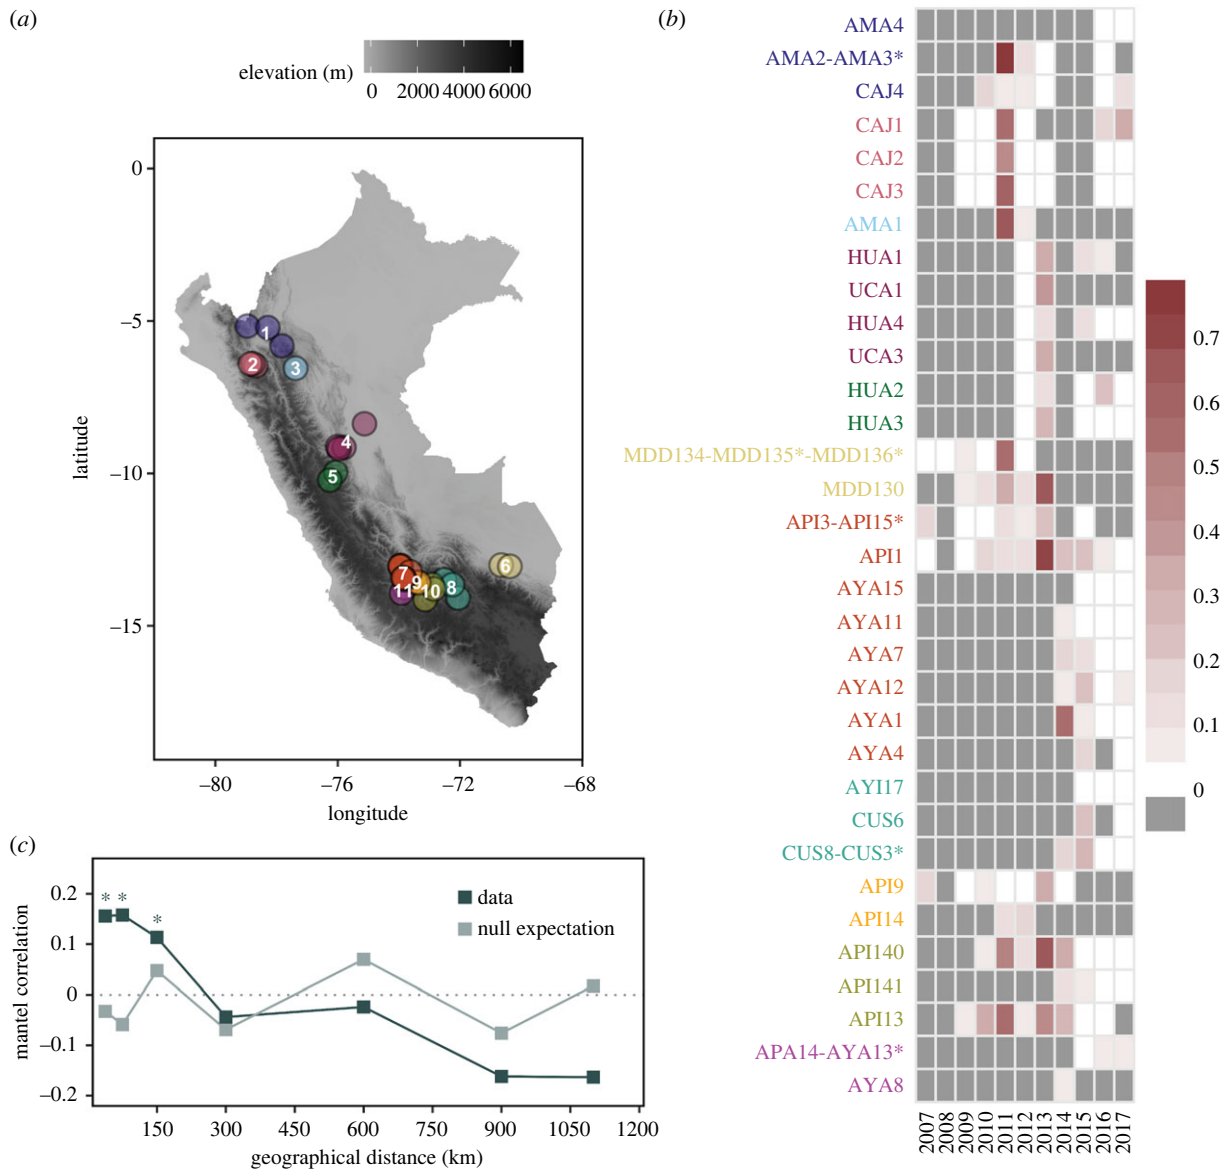 (a)
elevation (m)
0 2000 4000 6000
0
−5
−10
−15
latitude
−80 −76 −72 −68
longitude
1
2
3
4
5
6
7
9
8
11
10
(b)
AMA4
AMA2-AMA3*
CAJ4
CAJ1
CAJ2
CAJ3
AMA1
HUA1
UCA1
HUA4
UCA3
HUA2
HUA3
MDD134-MDD135*-MDD136*
MDD130
API3-API15*
API1
AYA15
AYA11
AYA7
AYA12
AYA1
AYA4
AYI17
CUS6
CUS8-CUS3*
API9
API14
API140
API141
API13
APA14-AYA13*
AYA8
2007 2008 2009 2010 2011 2012 2013 2014 2015 2016 2017
0.7
0.6
0.5
0.4
0.3
0.2
0.1
0
(c)
0.2
0.1
0
−0.1
−0.2
mantel correlation
* * *
data
null expectation
150 300 450 600 750 900 1050 1200
geographical distance (km)